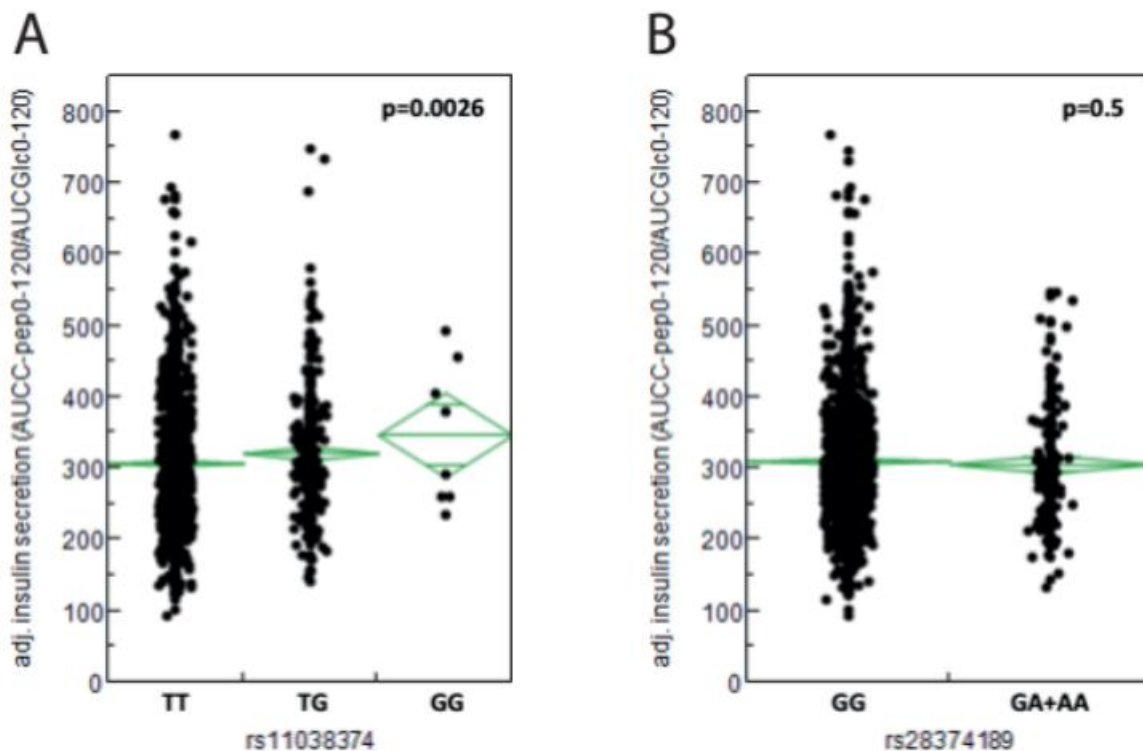 A
adj. insulin secretion (AUCC-pep0-120/AUCGlc0-120)
p=0.0026
800
700
600
500
400
300
200
100
0
TT TG GG
rs11038374
B
adj. insulin secretion (AUCC-pep0-120/AUCGlc0-120)
p=0.5
800
700
600
500
400
300
200
100
0
GG GA+AA
rs28374189